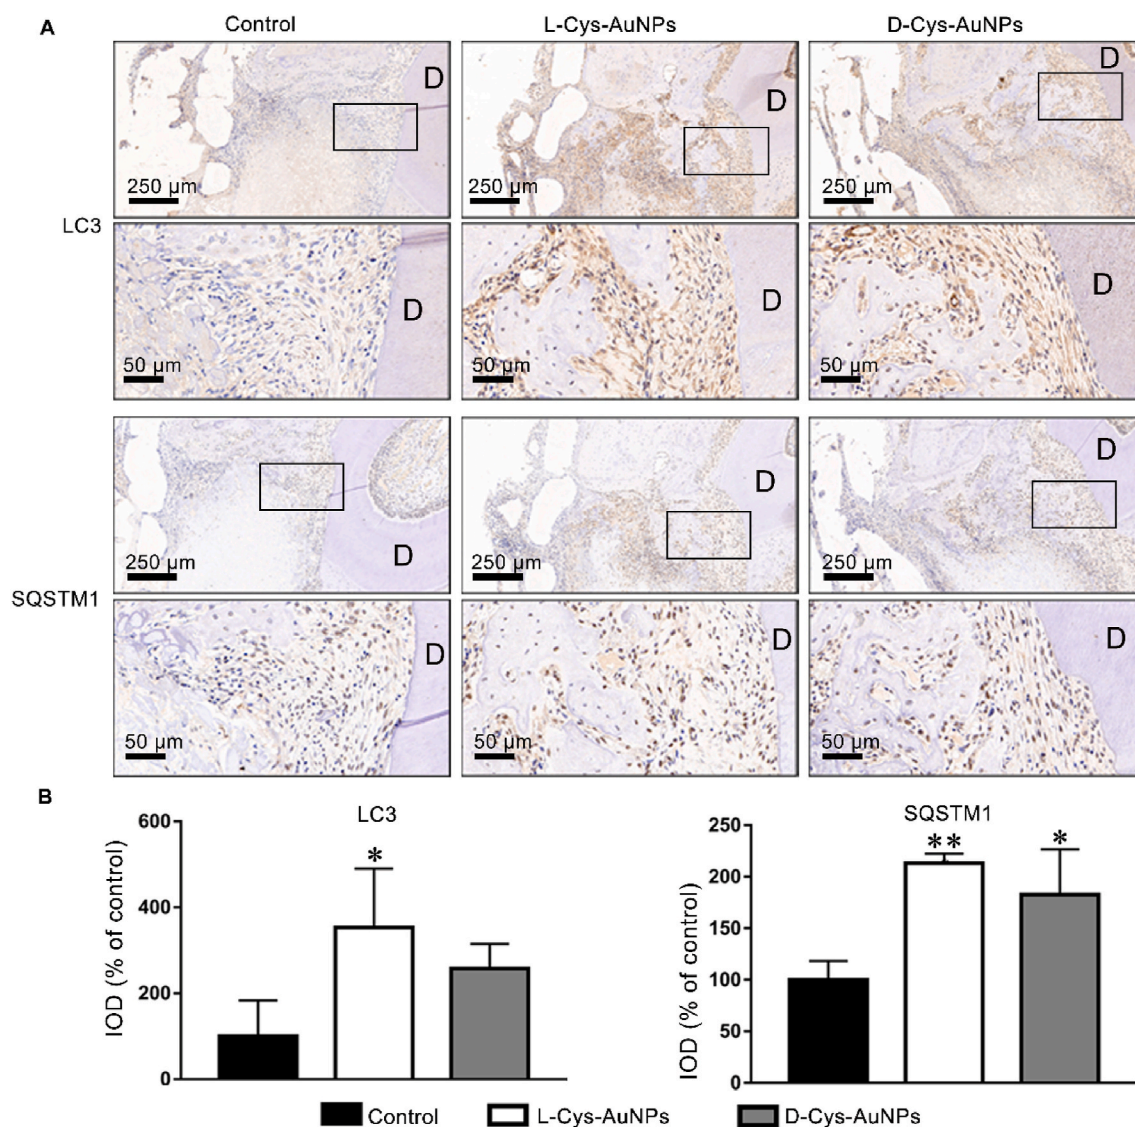 A
Control
L-Cys-AuNPs
D-Cys-AuNPs
D
250 µm
D
250 µm
D
250 µm
LC3
D
50 µm
D
50 µm
D
50 µm
D
250 µm
D
250 µm
D
250 µm
SQSTM1
D
50 µm
D
50 µm
D
50 µm
B
LC3
IOD (% of control)
600
400
200
0
*
SQSTM1
IOD (% of control)
250
200
150
100
50
0
**
*
Control
L-Cys-AuNPs
D-Cys-AuNPs